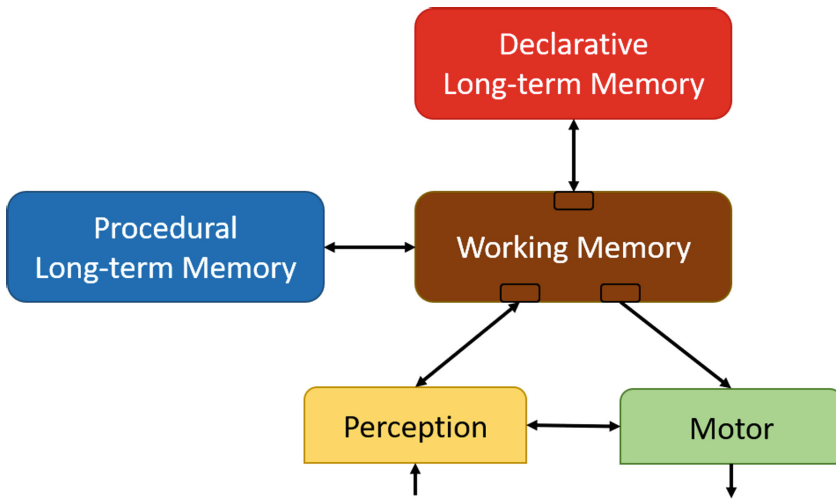 Declarative
Long-term Memory
Procedural
Long-term Memory
Working Memory
Perception
Motor